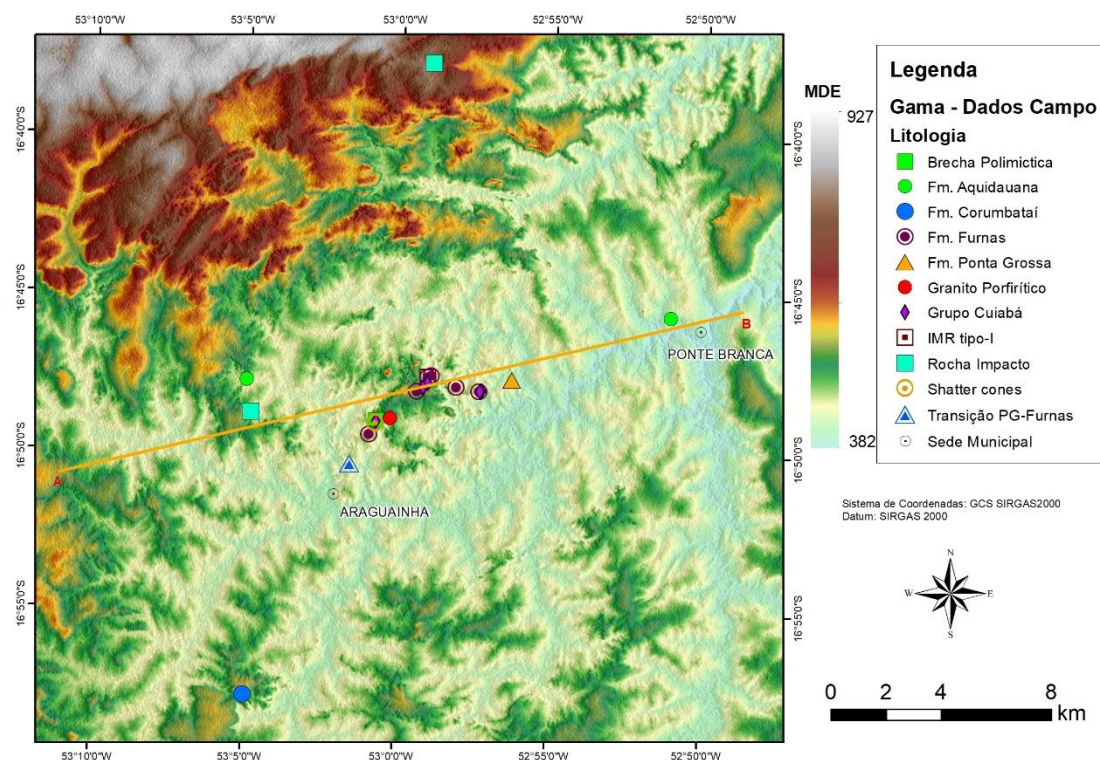 53°10'0"W
53°5'0"W
53°0'0"W
52°55'0"W
52°50'0"W
16°40'0"S
16°45'0"S
16°50'0"S
16°55'0"S
A
B
PONTE BRANCA
ARAGUAINHA
16°40'0"S
16°45'0"S
16°50'0"S
16°55'0"S
53°10'0"W
53°5'0"W
53°0'0"W
52°55'0"W
52°50'0"W
MDE
927
382
Legenda
Gama - Dados Campo
Litologia
Brecha Polimictica
Fm. Aquidauana
Fm. Corumbataí
Fm. Furnas
Fm. Ponta Grossa
Granito Porfirítico
Grupo Cuiabá
IMR tipo-I
Rocha Impacto
Shatter cones
Transição PG-Furnas
Sede Municipal
Sistema de Coordenadas: GCS SIRGAS2000
Datum: SIRGAS 2000
N
W E
S
0 2 4 8
km